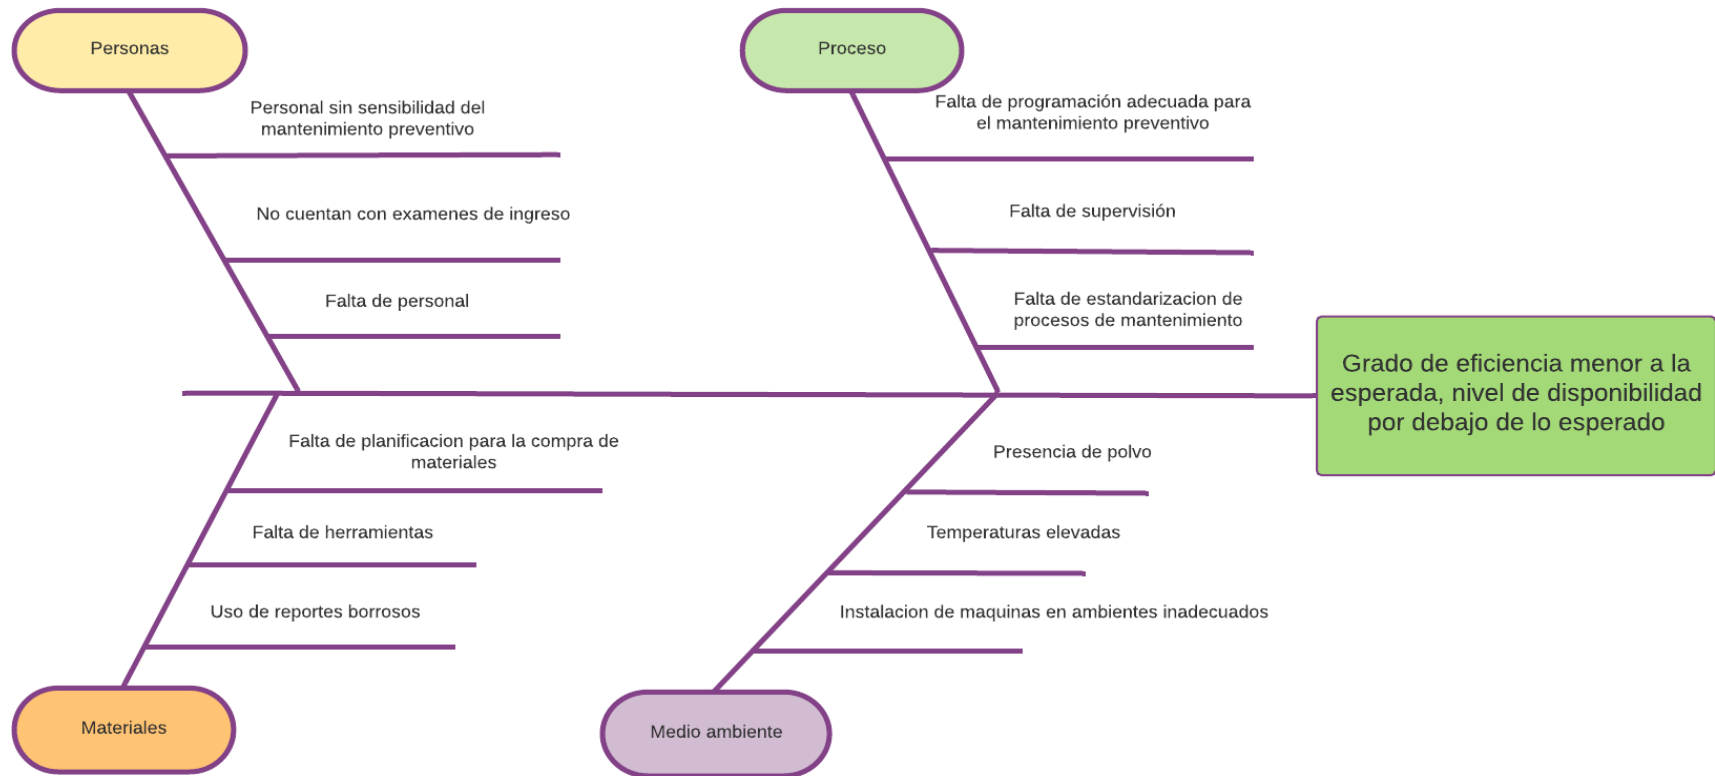 Personas
Personal sin sensibilidad del
mantenimiento preventivo
No cuentan con examenes de ingreso
Falta de personal
Proceso
Falta de programación adecuada para
el mantenimiento preventivo
Falta de supervisión
Falta de estandarizacion de
procesos de mantenimiento
Grado de eficiencia menor a la
esperada, nivel de disponibilidad
por debajo de lo esperado
Falta de planificacion para la compra de
materiales
Falta de herramientas
Uso de reportes borrosos
Materiales
Presencia de polvo
Temperaturas elevadas
Instalacion de maquinas en ambientes inadecuados
Medio ambiente